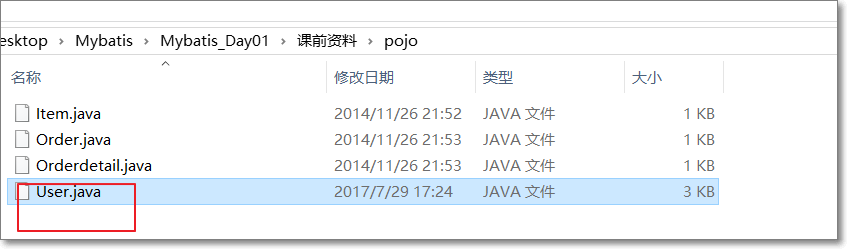 esktop › Mybatis › Mybatis_Day01 › 课前资料 › pojo
名称 修改日期 类型 大小
Item.java 2014/11/26 21:52 JAVA 文件 1 KB
Order.java 2014/11/26 21:53 JAVA 文件 1 KB
Orderdetail.java 2014/11/26 21:53 JAVA 文件 1 KB
User.java 2017/7/29 17:24 JAVA 文件 3 KB